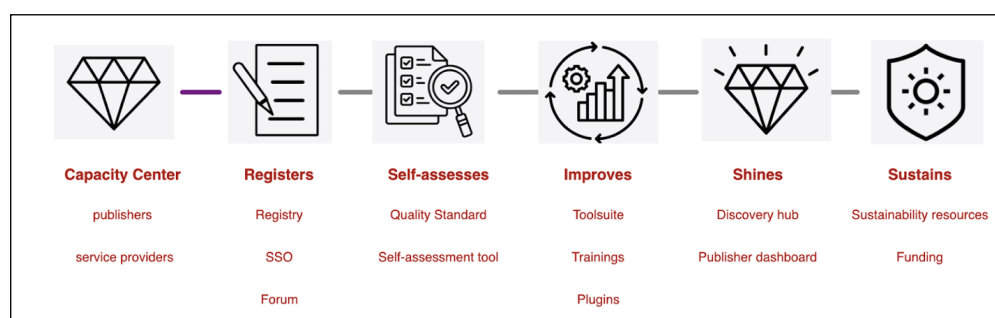 Capacity Center
Registers
Self-assesses
Improves
Shines
Sustains
publishers
Registry
Quality Standard
Toolsuite
Discovery hub
Sustainability resources
service providers
SSO
Self-assessment tool
Trainings
Publisher dashboard
Funding
Forum
Plugins